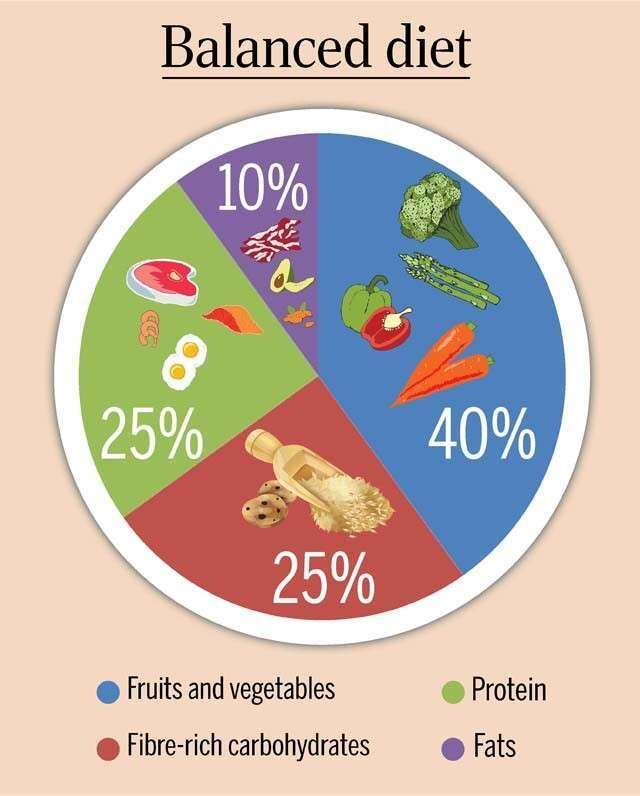 Balanced diet
10%
25%
40%
25%
Fruits and vegetables
Protein
Fibre-rich carbohydrates
Fats